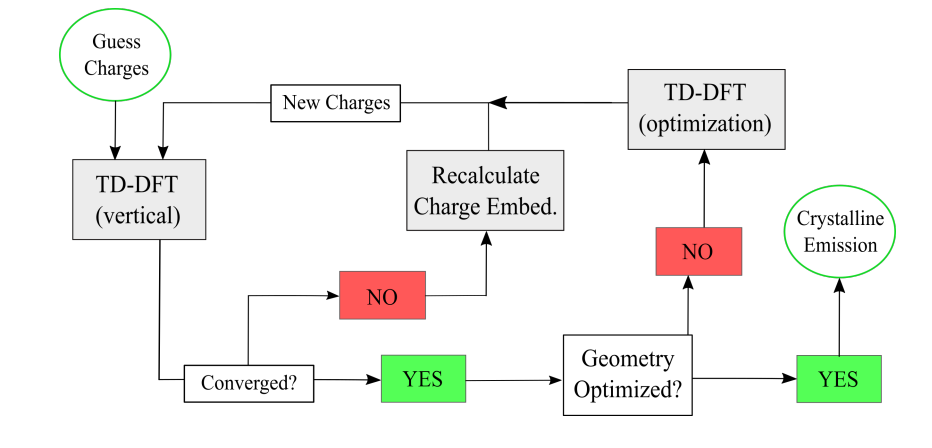 Guess
Charges
New Charges
TD-DFT
(optimization)
TD-DFT
(vertical)
Recalculate
Charge Embed.
Crystalline
Emission
NO
NO
Converged?
YES
Geometry
Optimized?
YES